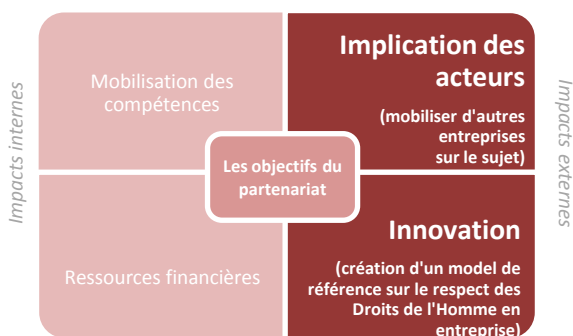 Impacts internes
Mobilisation des
compétences
Implication des
acteurs
(mobiliser d'autres
entreprises
sur le sujet)
Impacts externes
Les objectifs du
partenariat
Ressources financières
Innovation
(création d'un model de
référence sur le respect des
Droits de l'Homme en
entreprise)